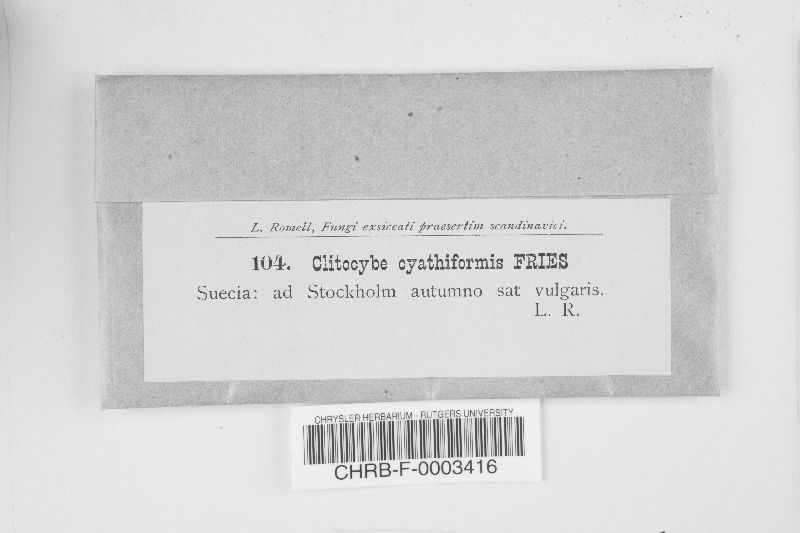 L. Romell, Fungi exsiccati praesertim scandinavici.
104. Clitocybe cyathiformis FRIES
Suecia: ad Stockholm autumno sat vulgaris.
L. R.
CHRYSLER HERBARIUM - RUTGERS UNIVERSITY
CHRB-F-0003416